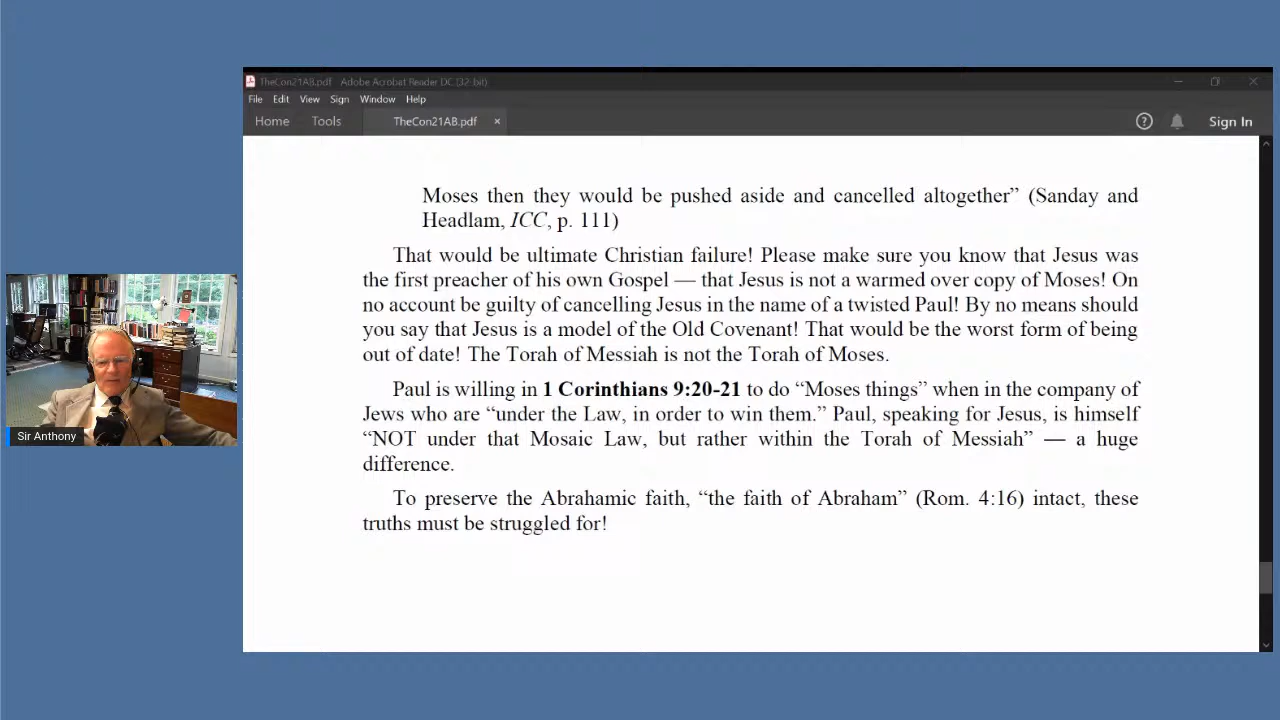 TheCon21AB.pdf - Adobe Acrobat Reader DC (32-bit)
File Edit View Sign Window Help
Home Tools TheCon21AB.pdf × ? Sign In
Moses then they would be pushed aside and cancelled altogether” (Sanday and
Headlam, ICC, p. 111)
That would be ultimate Christian failure! Please make sure you know that Jesus was
the first preacher of his own Gospel — that Jesus is not a warmed over copy of Moses! On
no account be guilty of cancelling Jesus in the name of a twisted Paul! By no means should
you say that Jesus is a model of the Old Covenant! That would be the worst form of being
out of date! The Torah of Messiah is not the Torah of Moses.
Paul is willing in 1 Corinthians 9:20-21 to do “Moses things” when in the company of
Jews who are “under the Law, in order to win them.” Paul, speaking for Jesus, is himself
“NOT under that Mosaic Law, but rather within the Torah of Messiah” — a huge
difference.
To preserve the Abrahamic faith, “the faith of Abraham” (Rom. 4:16) intact, these
truths must be struggled for!
Sir Anthony